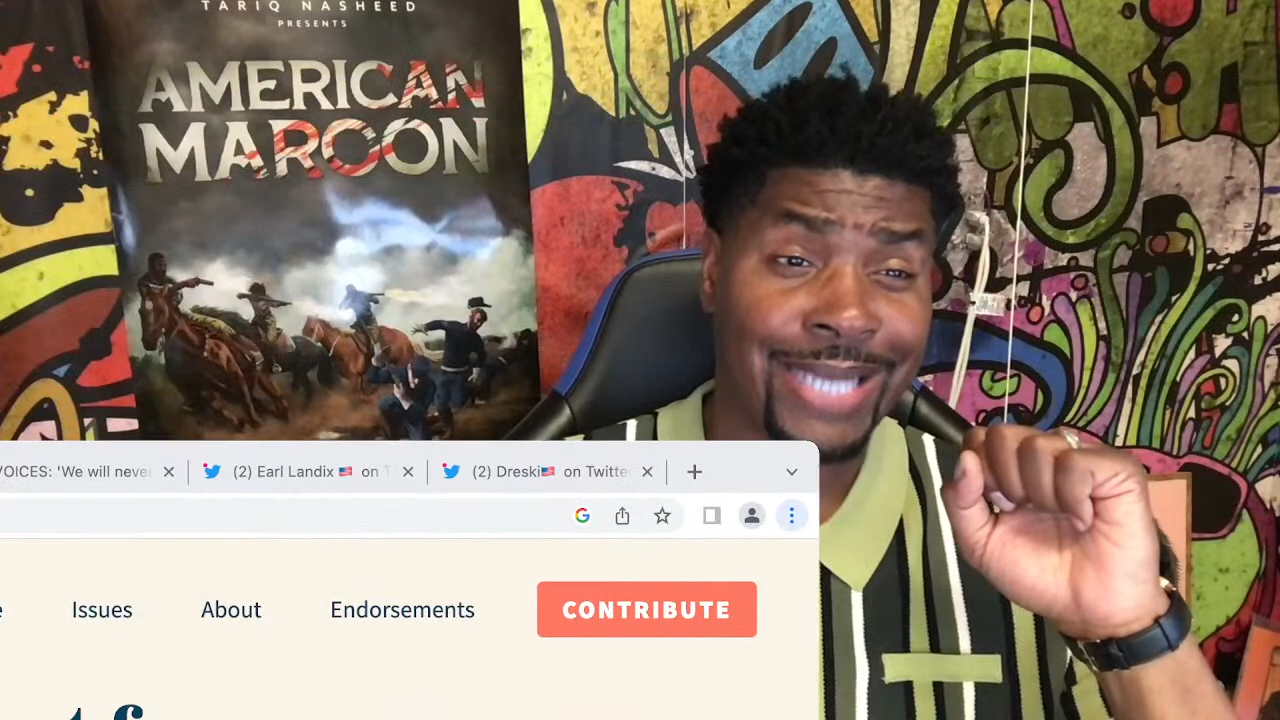 TARIQ NASHEED
PRESENTS
AMERICAN
MAROON
VOICES: 'We will neve
(2) Earl Landix on T
(2) Dreski on Twitte
Issues
About
Endorsements
CONTRIBUTE